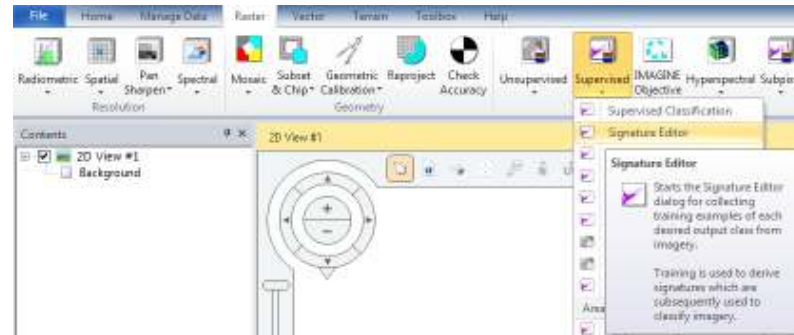 File Home Manage Data Raster Vector Terrain Toolbox Help
Radiometric Spatial Pan Sharpen Spectral Mosaic Subset & Chip Geometric Calibration Reproject Check Accuracy Unsupervised Supervised IMAGINE Objective Hyperspectral Subpix
Resolution Geometry
Contents 2D View #1
Supervised Classification
Signature Editor
2D View #1
Background
Signature Editor
Starts the Signature Editor
dialog for collecting
training examples of each
desired output class from
imagery.
Training is used to derive
signatures which are
subsequently used to
classify imagery.
Area